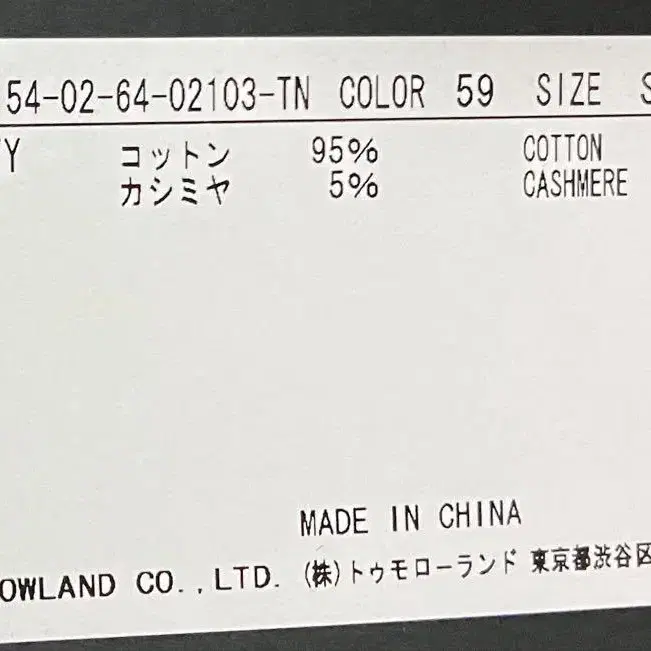 54-02-64-02103-TN COLOR 59 SIZE S
Y コットン 95% COTTON
カシミヤ 5% CASHMERE
MADE IN CHINA
OWLAND CO.,LTD. (株)トゥモローランド 東京都渋谷区